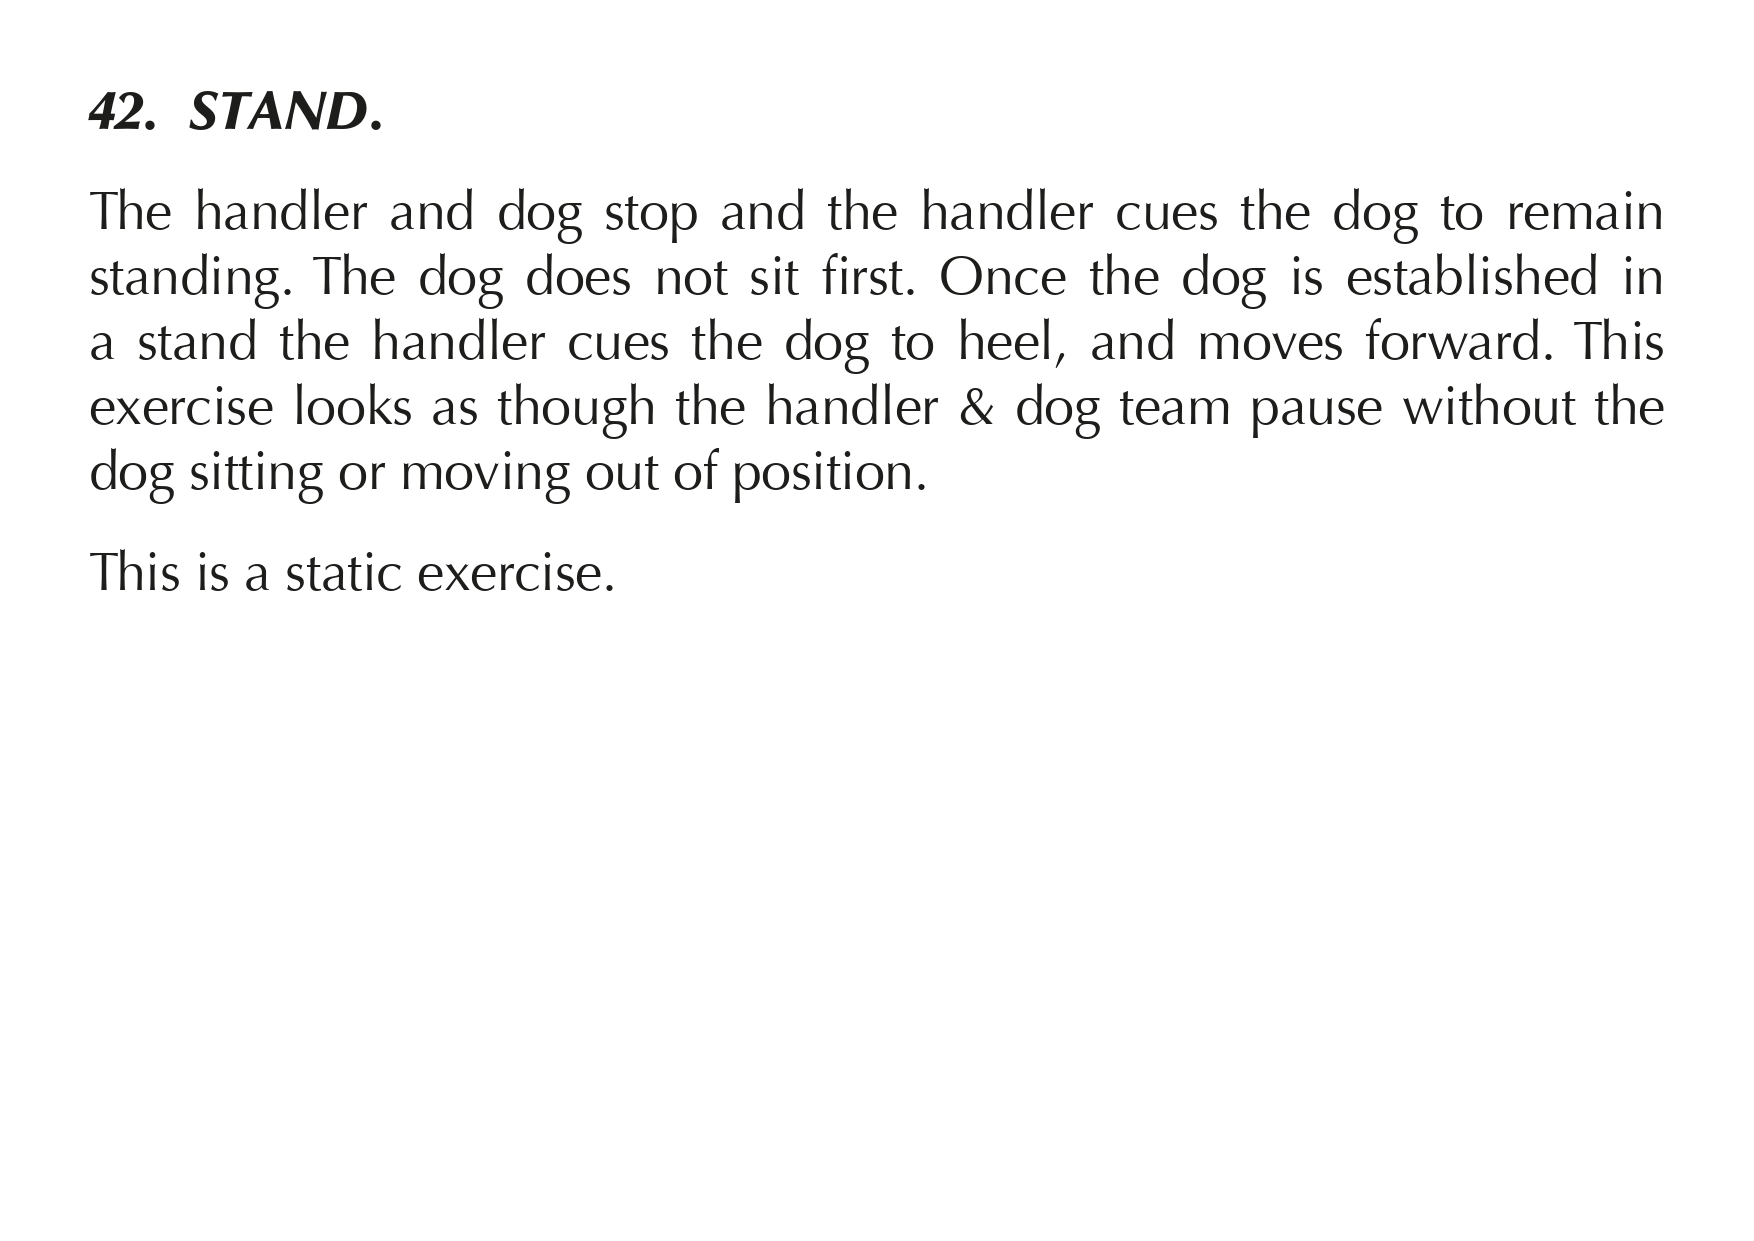 42. STAND.
The handler and dog stop and the handler cues the dog to remain
standing. The dog does not sit first. Once the dog is established in
a stand the handler cues the dog to heel, and moves forward. This
exercise looks as though the handler & dog team pause without the
dog sitting or moving out of position.
This is a static exercise.